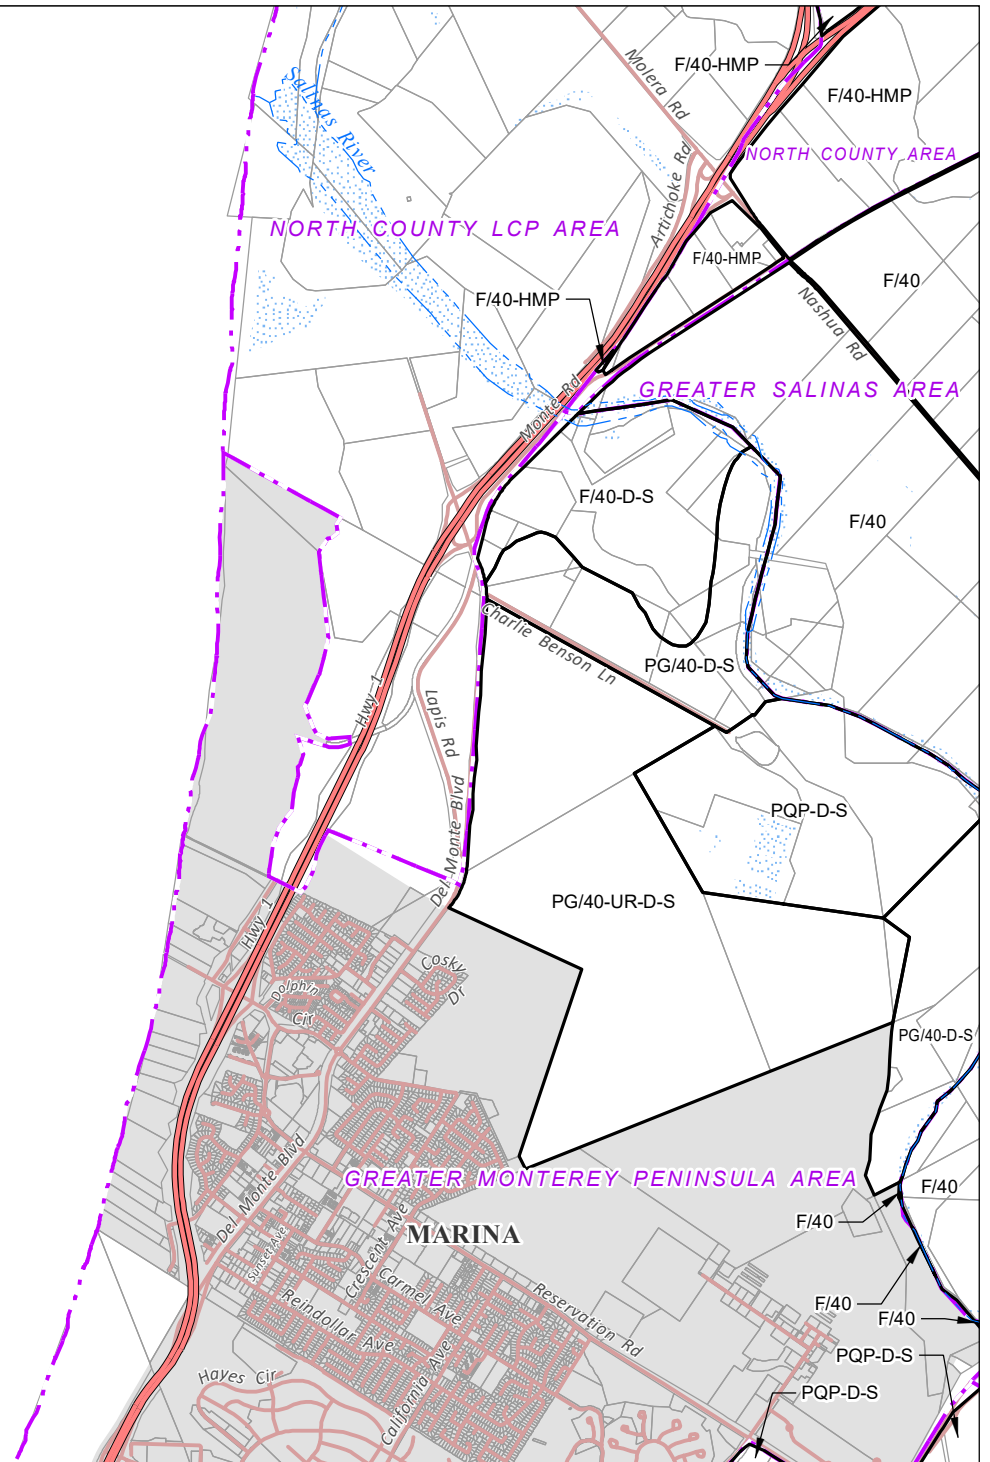 Salinas River
Molera Rd
F/40-HMP
F/40-HMP
NORTH COUNTY AREA
Artichoke Rd
NORTH COUNTY LCP AREA
F/40-HMP
F/40
F/40-HMP
Nashua Rd
GREATER SALINAS AREA
Monte Rd
F/40-D-S
F/40
Charlie Benson Ln
PG/40-D-S
Hwy 1
Lapis Rd
Del Monte Blvd
PQP-D-S
PG/40-UR-D-S
Hwy 1
Cosky Dr
Dolphin Cir
PG/40-D-S
Del Monte Blvd
GREATER MONTEREY PENINSULA AREA
F/40
F/40
MARINA
Sunset Ave
Crescent Ave
Carmel Ave
Reservation Rd
Reindollar Ave
F/40
F/40
PQP-D-S
California Ave
Hayes Cir
PQP-D-S